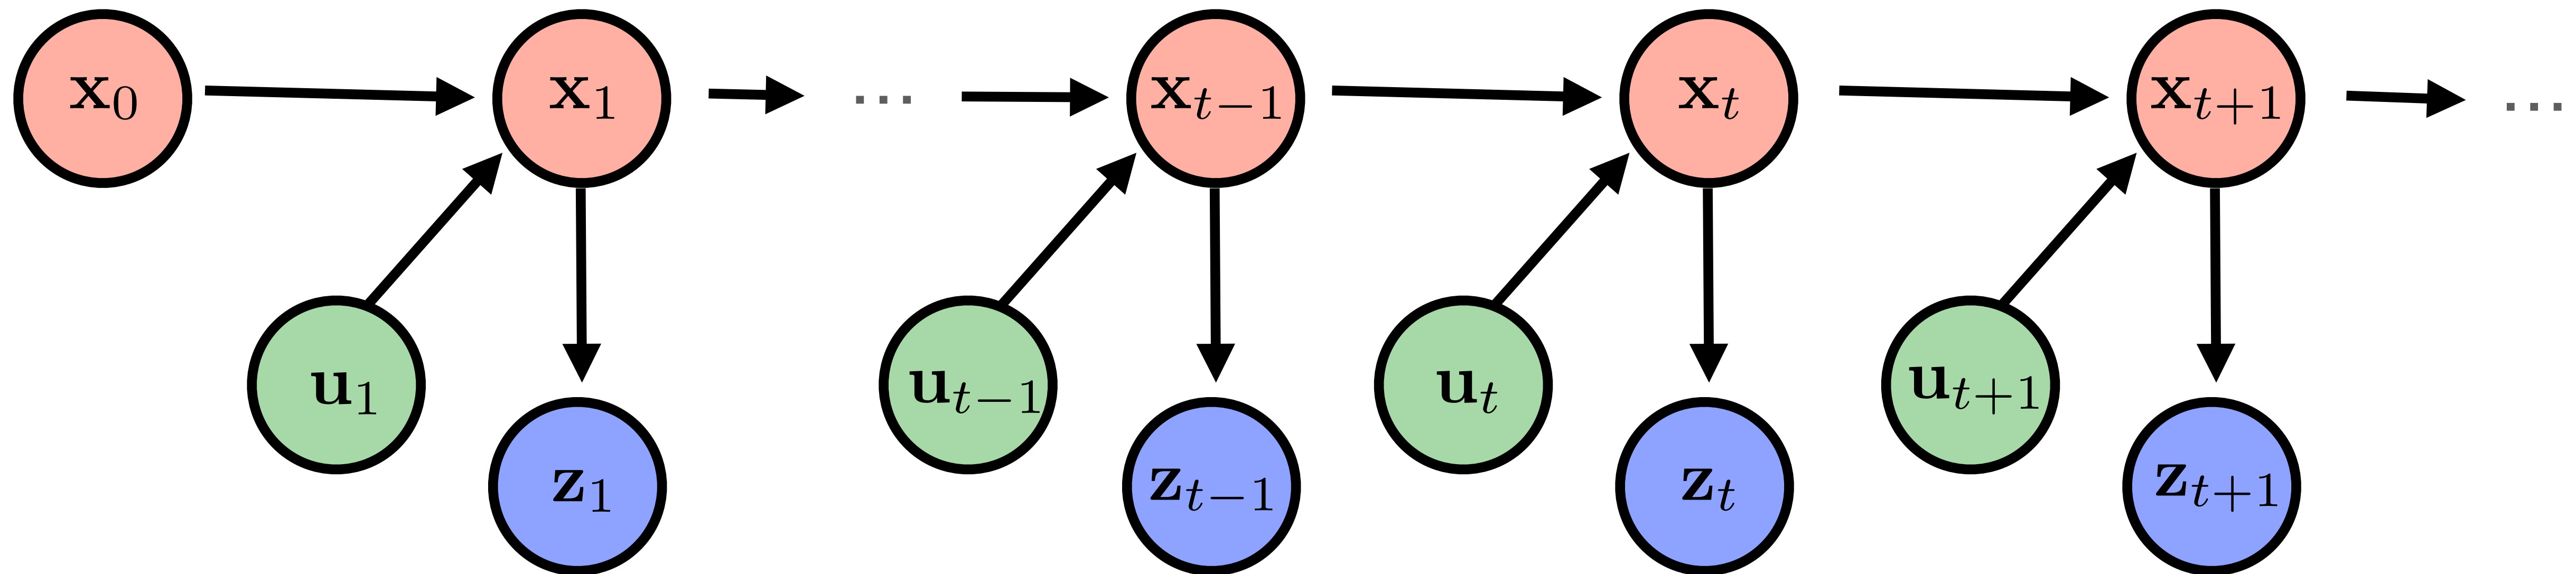 x₀ x₁ ... xₜ₋₁ xₜ xₜ₊₁ ...
u₁ uₜ₋₁ uₜ uₜ₊₁
z₁ zₜ₋₁ zₜ zₜ₊₁